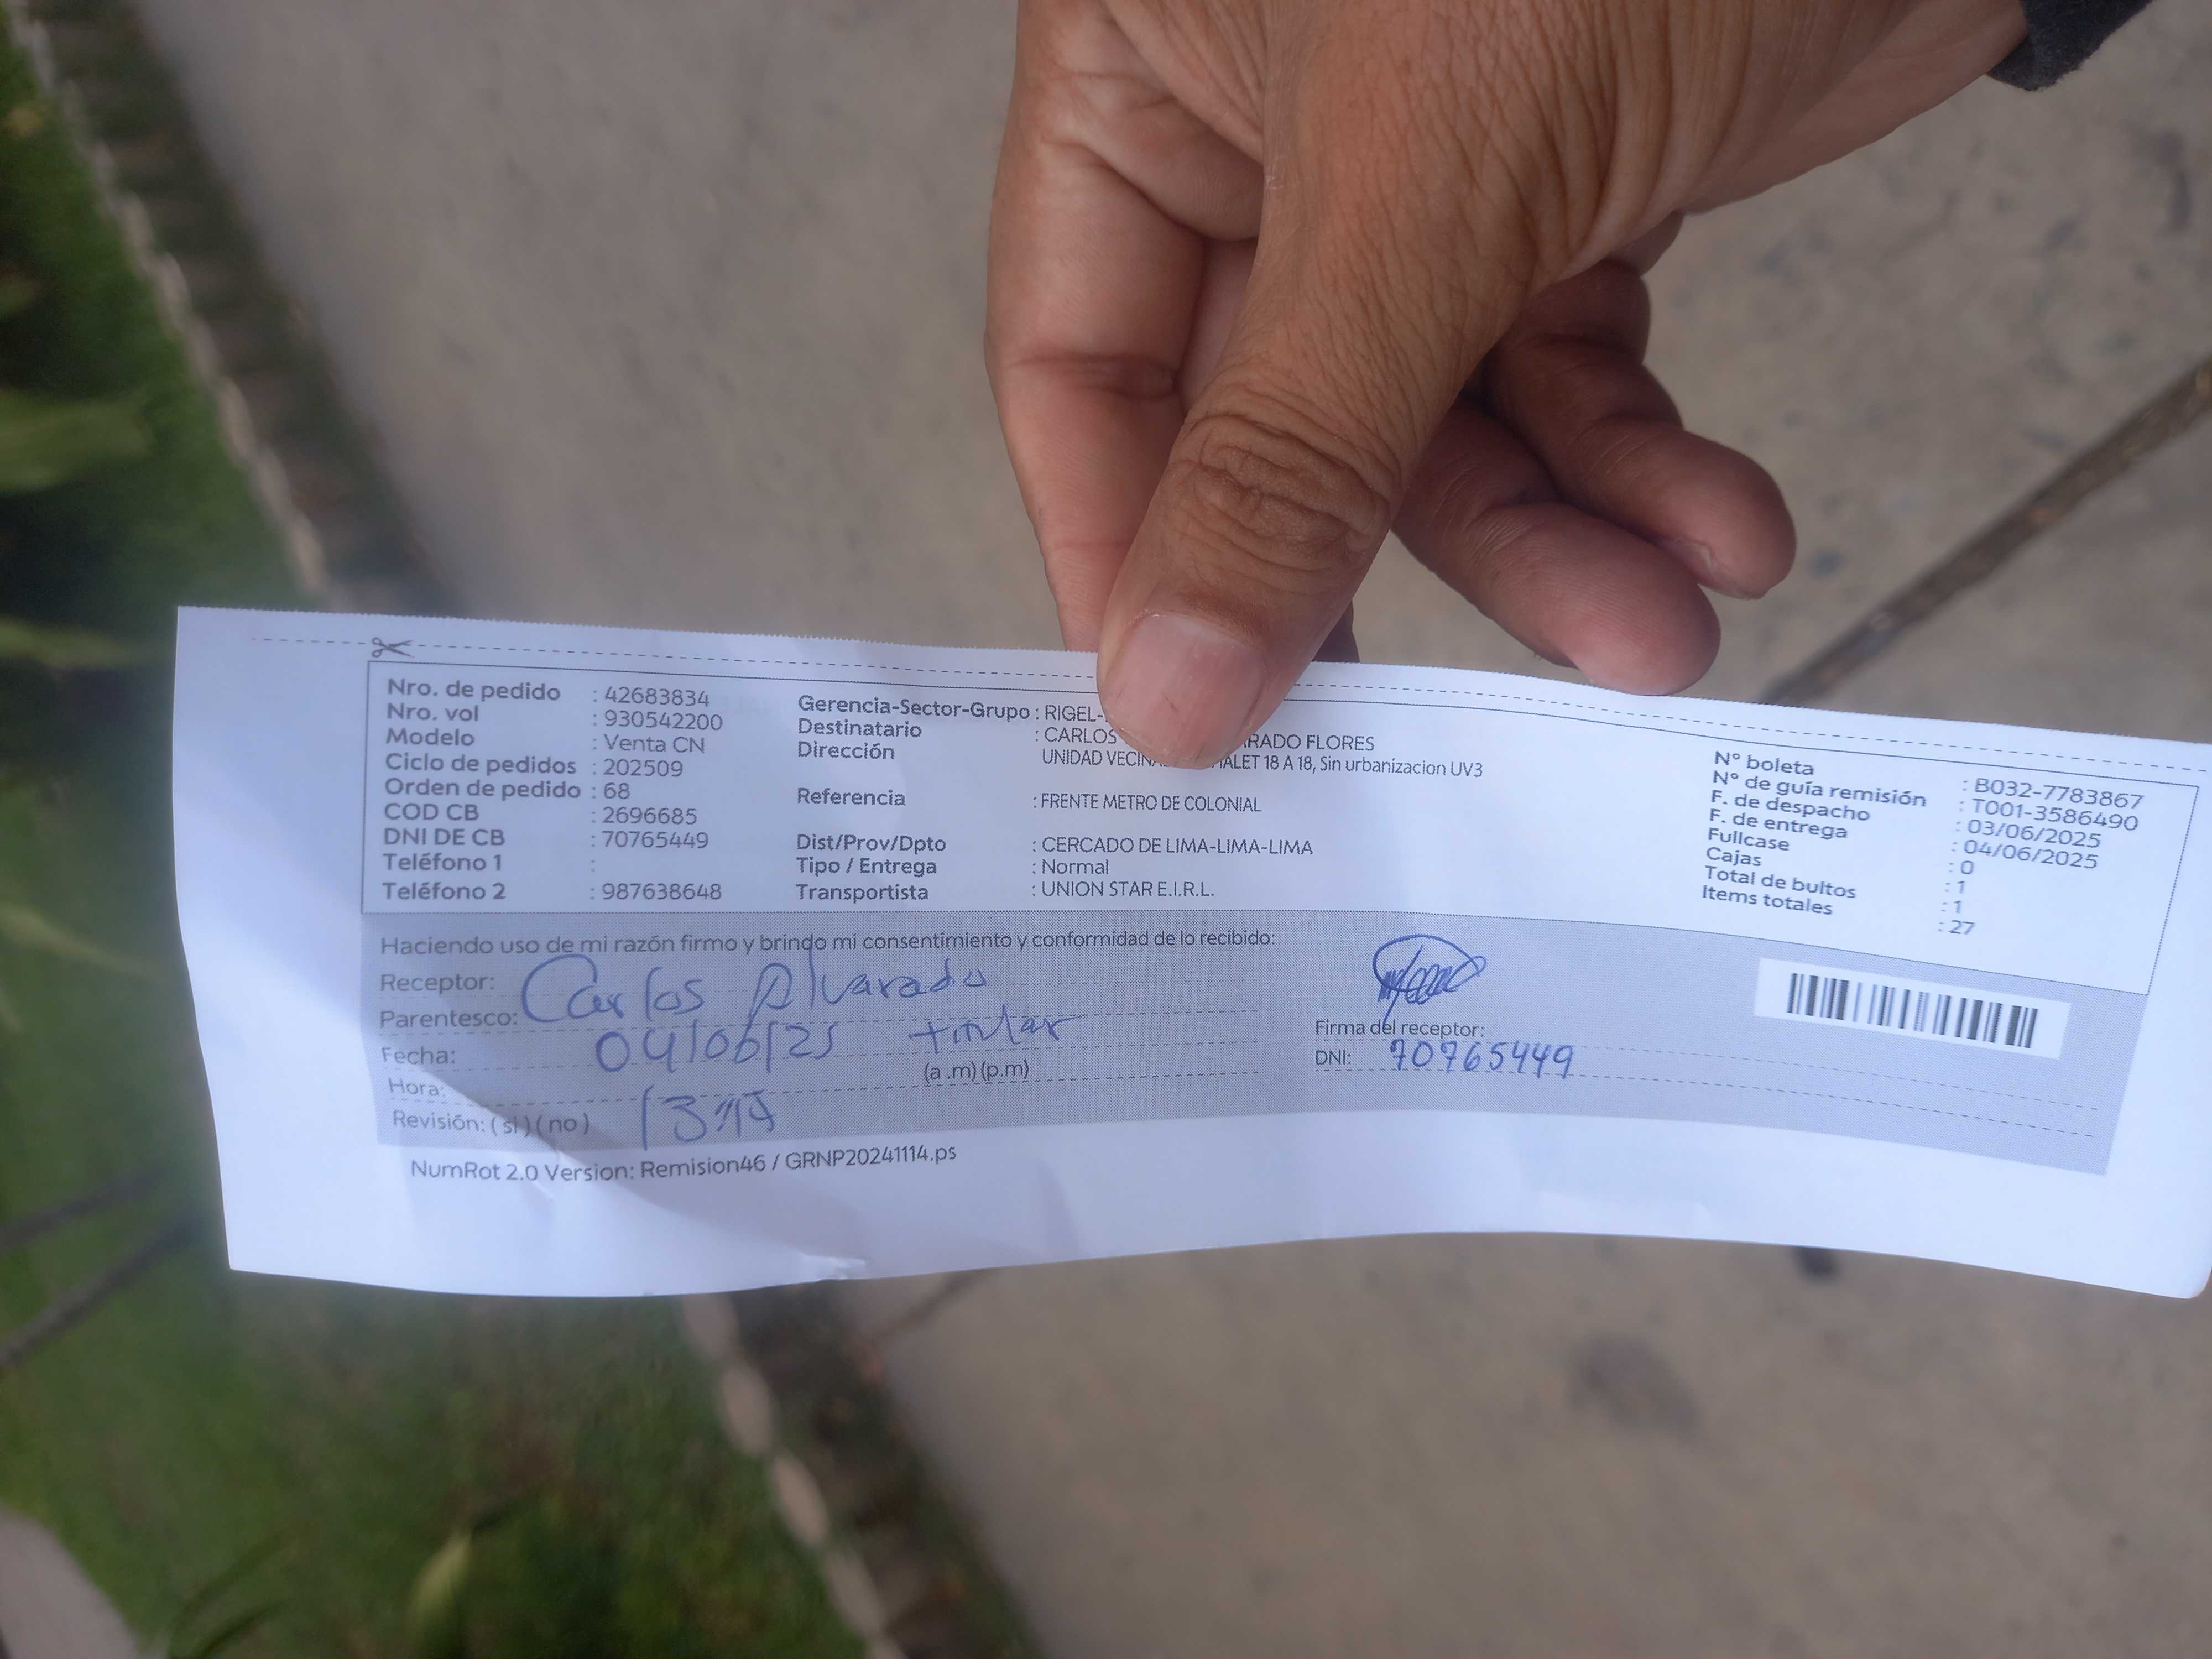 Nro. de pedido : 42683834
Nro. vol : 930542200
Modelo : Venta CN
Ciclo de pedidos : 202509
Orden de pedido : 68
COD CB : 2696685
DNI DE CB : 70765449
Teléfono 1 :
Teléfono 2 : 987638648
Gerencia-Sector-Grupo : RIGEL-
Destinatario : CARLOS FLORES
Dirección UNIDAD 18 A 18, Sin urbanizacion UV3
Referencia : FRENTE METRO DE COLONIAL
Dist/Prov/Dpto : CERCADO DE LIMA-LIMA-LIMA
Tipo / Entrega : Normal
Transportista : UNION STAR E.I.R.L.
N° boleta : B032-7783867
N° de guía remisión : T001-3586490
F. de despacho : 03/06/2025
F. de entrega : 04/06/2025
Fullcase : 0
Cajas : 1
Total de bultos : 1
Items totales : 27
Haciendo uso de mi razón firmo y brindo mi consentimiento y conformidad de lo recibido:
Receptor: Carlos Alvarado
Parentesco:
Fecha: 04/06/25
Hora: (a .m) (p.m)
Revisión: ( si ) ( no )
Firma del receptor:
DNI: 70765449
NumRot 2.0 Version: Remision46 / GRNP20241114.ps